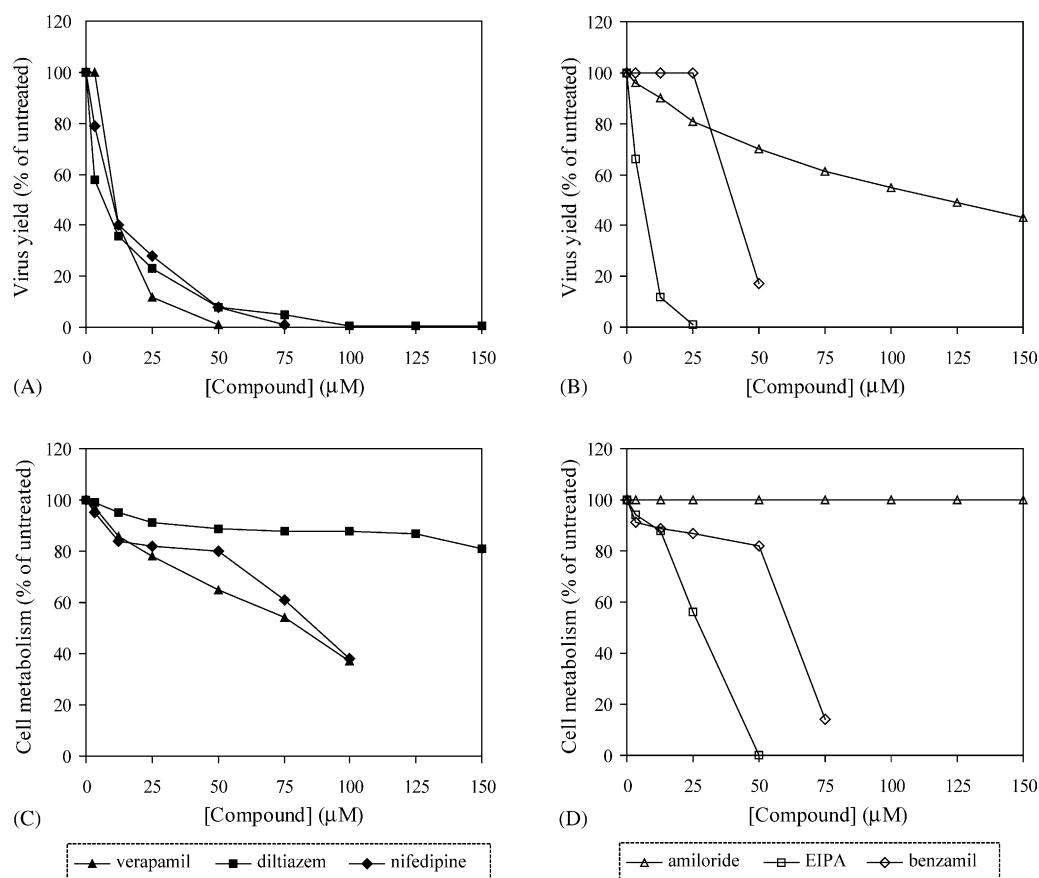 120
100
80
60
40
20
0
Virus yield (% of untreated)
0 25 50 75 100 125 150
[Compound] (μM)
(A)
120
100
80
60
40
20
0
Virus yield (% of untreated)
0 25 50 75 100 125 150
[Compound] (μM)
(B)
120
100
80
60
40
20
0
Cell metabolism (% of untreated)
0 25 50 75 100 125 150
[Compound] (μM)
(C)
120
100
80
60
40
20
0
Cell metabolism (% of untreated)
0 25 50 75 100 125 150
[Compound] (μM)
(D)
verapamil diltiazem nifedipine
amiloride EIPA benzamil